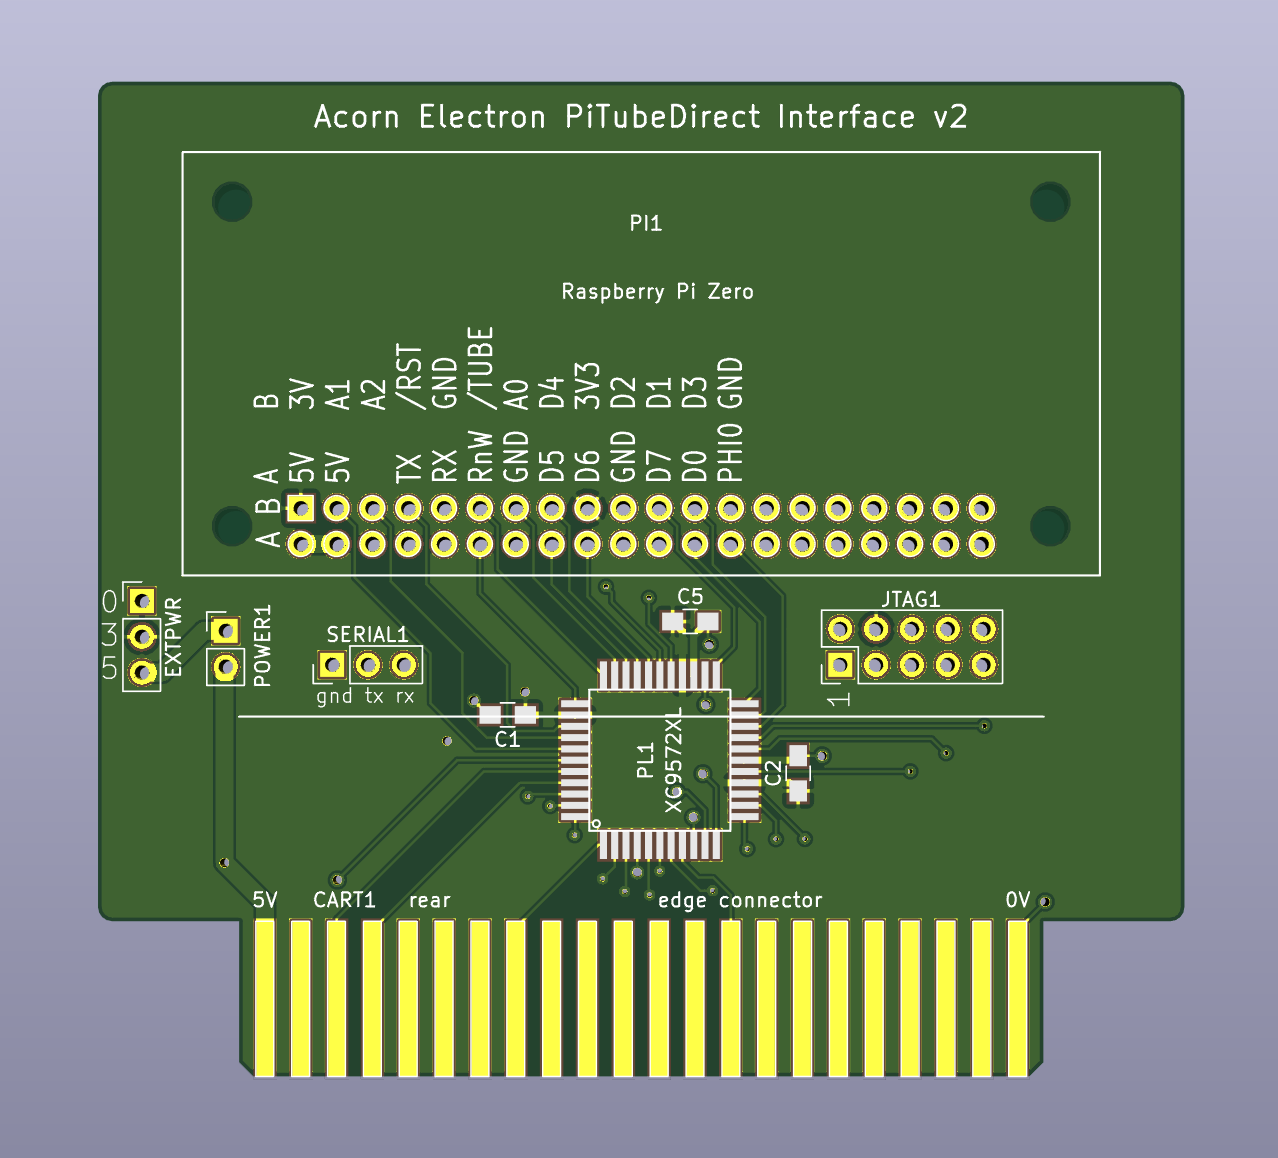 Acorn Electron PiTubeDirect Interface v2
PI1
Raspberry Pi Zero
B 3V A1 A2 /RST GND /TUBE A0 D4 3V3 D2 D1 D3 GND
A 5V 5V TX RX RnW GND D5 D6 GND D7 D0 PHI0
B
A
0
3
5
EXTPWR
POWER1
SERIAL1
gnd tx rx
C5
JTAG1
1
C1
PL1
XC9572XL
C2
5V CART1 rear edge connector 0V